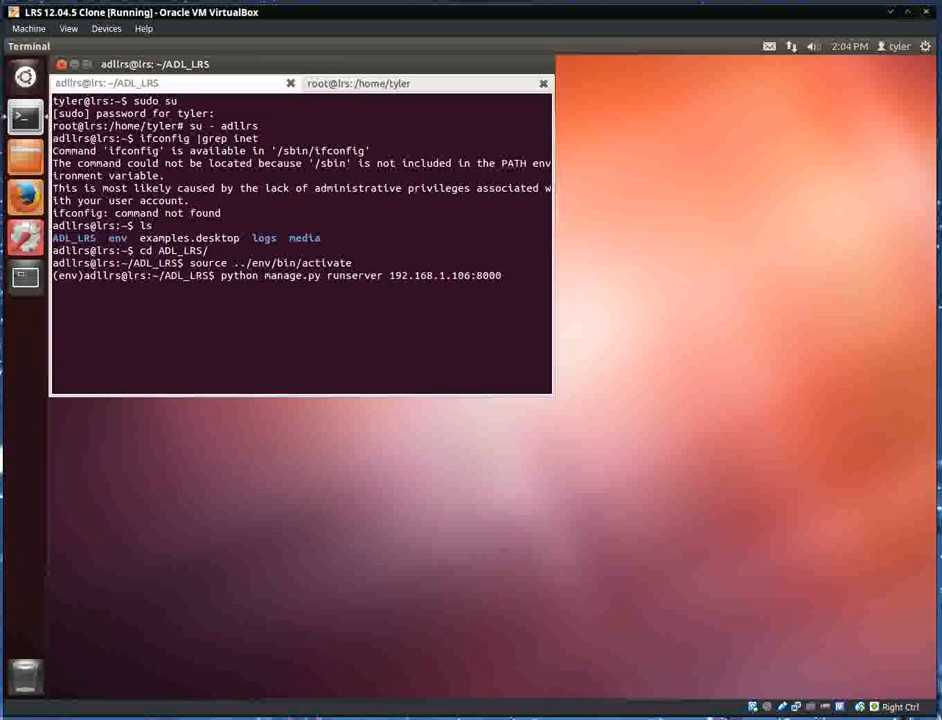 LRS 12.04.5 Clone [Running] - Oracle VM VirtualBox
Machine View Devices Help
Terminal 2:04 PM tyler
adllrs@lrs: ~/ADL_LRS
adllrs@lrs: ~/ADL_LRS root@lrs: /home/tyler
tyler@lrs:~$ sudo su
[sudo] password for tyler:
root@lrs:/home/tyler# su - adllrs
adllrs@lrs:~$ ifconfig |grep inet
Command 'ifconfig' is available in '/sbin/ifconfig'
The command could not be located because '/sbin' is not included in the PATH env
ironment variable.
This is most likely caused by the lack of administrative privileges associated w
ith your user account.
ifconfig: command not found
adllrs@lrs:~$ ls
ADL_LRS env examples.desktop logs media
adllrs@lrs:~$ cd ADL_LRS/
adllrs@lrs:~/ADL_LRS$ source ../env/bin/activate
(env)adllrs@lrs:~/ADL_LRS$ python manage.py runserver 192.168.1.106:8000
Right Ctrl